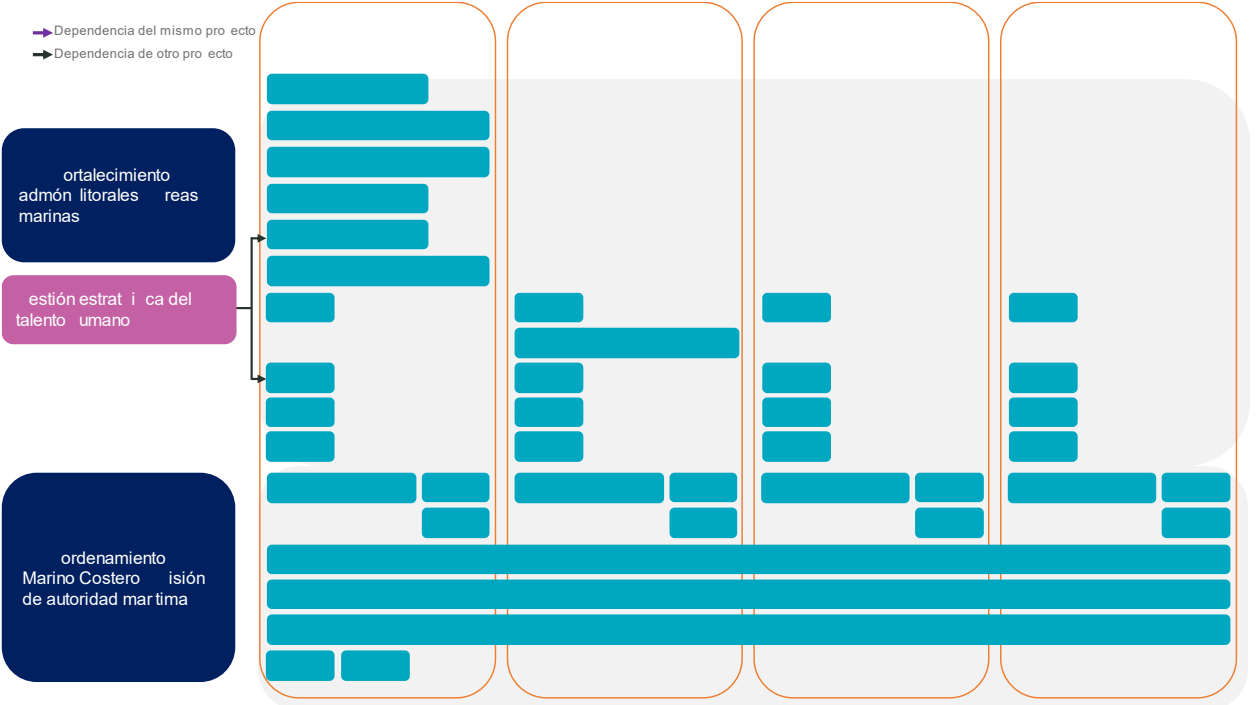 Dependencia del mismo pro ecto
Dependencia de otro pro ecto
ortalecimiento
admón litorales reas
marinas
estión estrat i ca del
talento umano
ordenamiento
Marino Costero isión
de autoridad mar tima